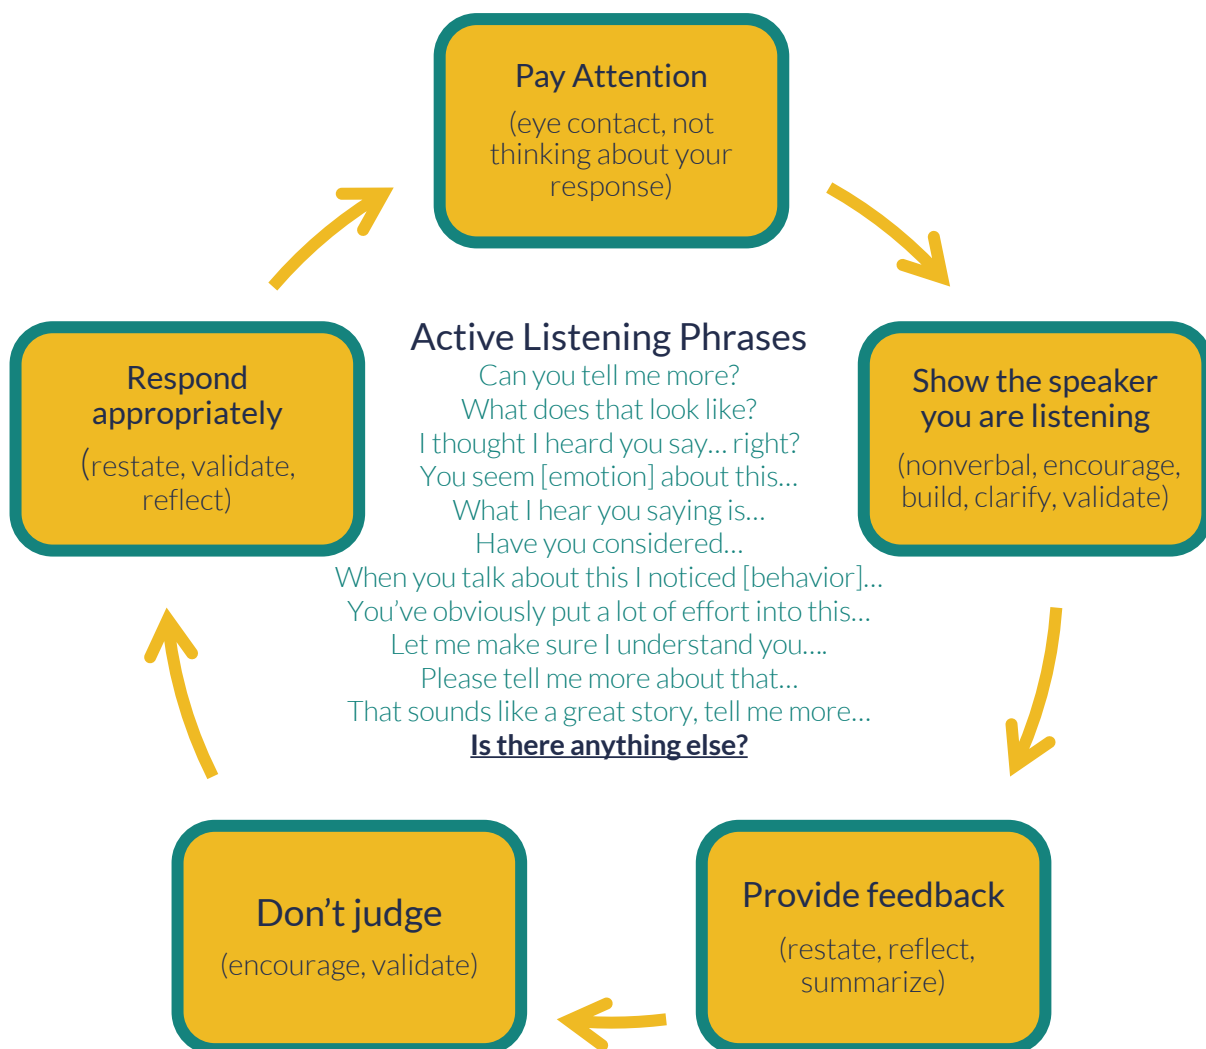 Pay Attention
(eye contact, not
thinking about your
response)
Show the speaker
you are listening
(nonverbal, encourage,
build, clarify, validate)
Provide feedback
(restate, reflect,
summarize)
Don’t judge
(encourage, validate)
Respond
appropriately
(restate, validate,
reflect)
Active Listening Phrases
Can you tell me more?
What does that look like?
I thought I heard you say… right?
You seem [emotion] about this…
What I hear you saying is…
Have you considered…
When you talk about this I noticed [behavior]…
You’ve obviously put a lot of effort into this…
Let me make sure I understand you….
Please tell me more about that…
That sounds like a great story, tell me more…
Is there anything else?